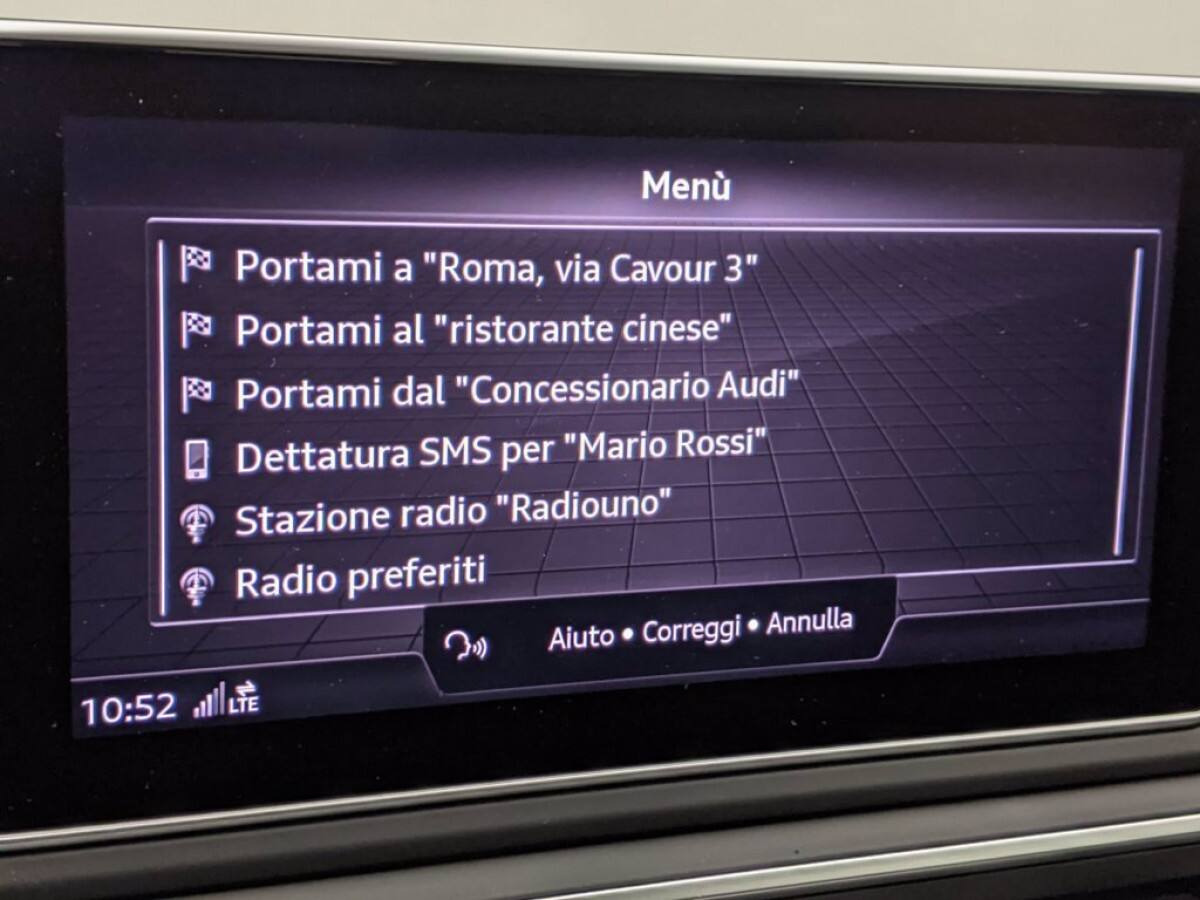 Menù
Portami a "Roma, via Cavour 3"
Portami al "ristorante cinese"
Portami dal "Concessionario Audi"
Dettatura SMS per "Mario Rossi"
Stazione radio "Radiouno"
Radio preferiti
Aiuto • Correggi • Annulla
10:52 LTE